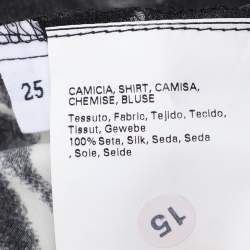 25
CAMICIA, SHIRT, CAMISA,
CHEMISE, BLUSE
Tessuto, Fabric, Tejido, Tecido,
Tissut, Gewebe
100% Seta, Silk, Seda, Seda
, Soie, Seide
15